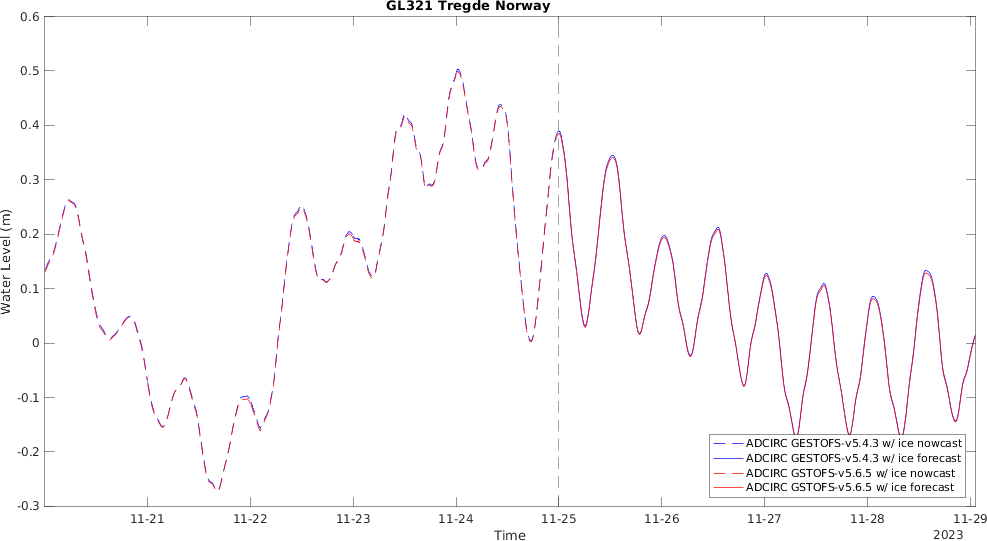 GL321 Tregde Norway
0.6
0.5
0.4
0.3
0.2
0.1
0
-0.1
-0.2
-0.3
Water Level (m)
ADCIRC GESTOFS-v5.4.3 w/ ice nowcast
ADCIRC GESTOFS-v5.4.3 w/ ice forecast
ADCIRC GSTOFS-v5.6.5 w/ ice nowcast
ADCIRC GSTOFS-v5.6.5 w/ ice forecast
11-21 11-22 11-23 11-24 11-25 11-26 11-27 11-28 11-29
Time
2023